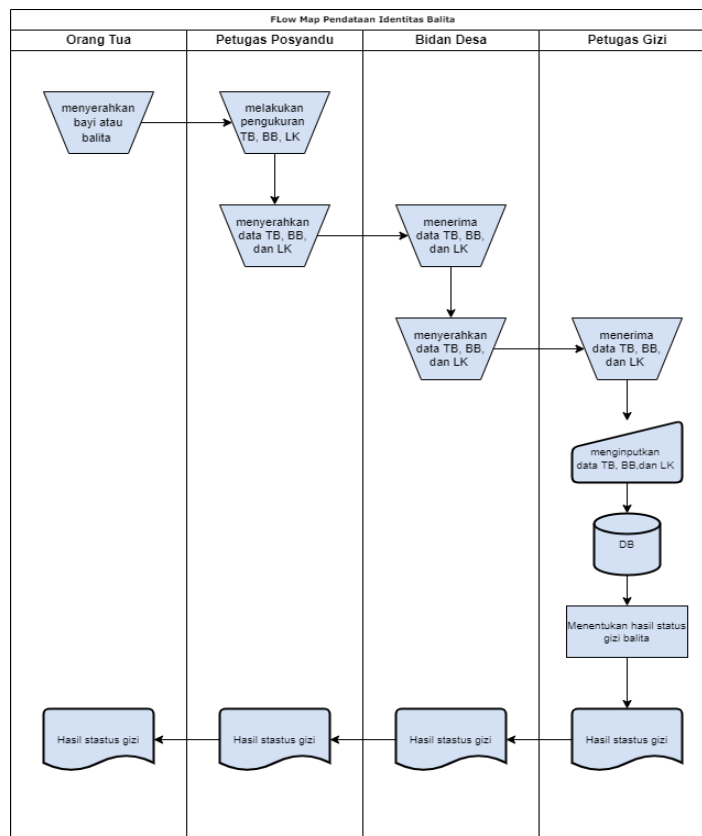 FLow Map Pendataan Identitas Balita
Orang Tua
Petugas Posyandu
Bidan Desa
Petugas Gizi
menyerahkan
bayi atau
balita
melakukan
pengukuran
TB, BB, LK
menyerahkan
data TB, BB,
dan LK
menerima
data TB, BB,
dan LK
menyerahkan
data TB, BB,
dan LK
menerima
data TB, BB,
dan LK
menginputkan
data TB, BB,dan LK
DB
Menentukan hasil status
gizi balita
Hasil stastus gizi
Hasil stastus gizi
Hasil stastus gizi
Hasil stastus gizi